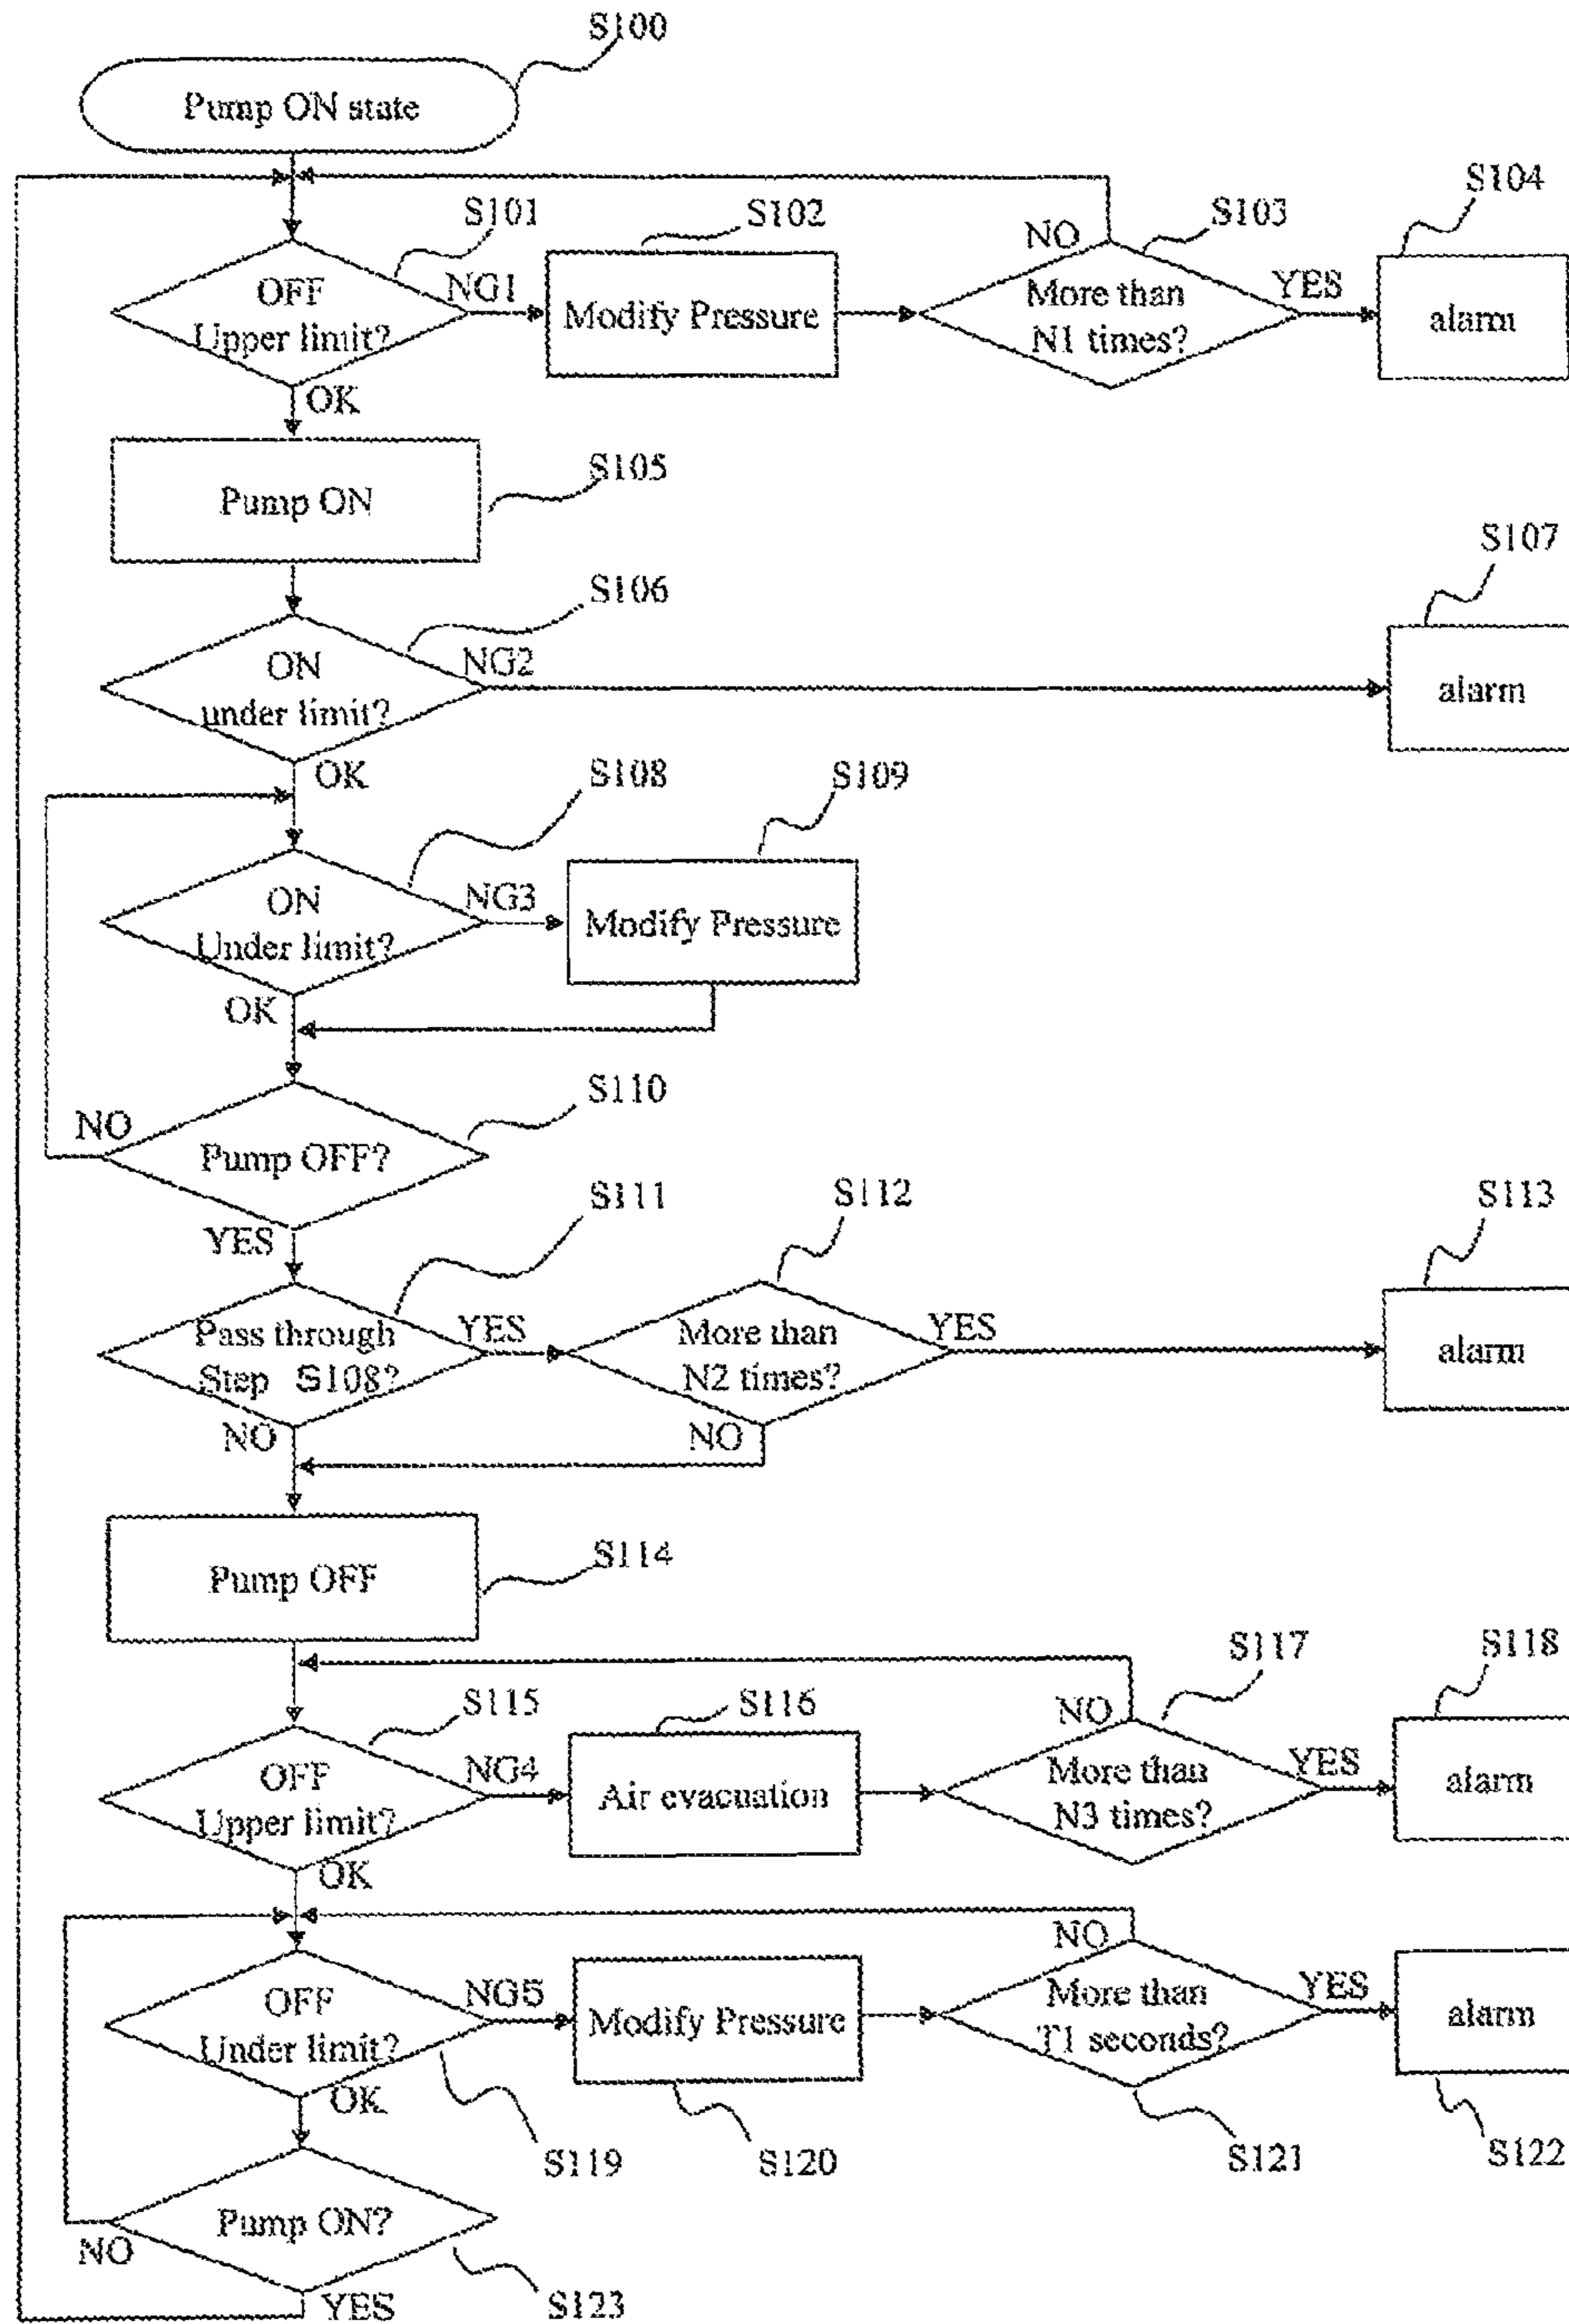 S100
Pump ON state
S101
S102
S103
S104
OFF
Upper limit?
NG1
Modify Pressure
NO
More than
N1 times?
YES
alarm
OK
Pump ON
S105
S106
S107
ON
under limit?
NG2
alarm
OK
S108
S109
ON
Under limit?
NG3
Modify Pressure
OK
S110
NO
Pump OFF?
YES
S111
S112
S113
Pass through
Step S108?
YES
More than
N2 times?
YES
alarm
NO
NO
Pump OFF
S114
S115
S116
S117
S118
OFF
Upper limit?
NG4
Air evacuation
NO
More than
N3 times?
YES
alarm
OK
OFF
Under limit?
NG5
Modify Pressure
NO
More than
T1 seconds?
YES
alarm
OK
S119
S120
S121
S122
Pump ON?
NO
YES
S123